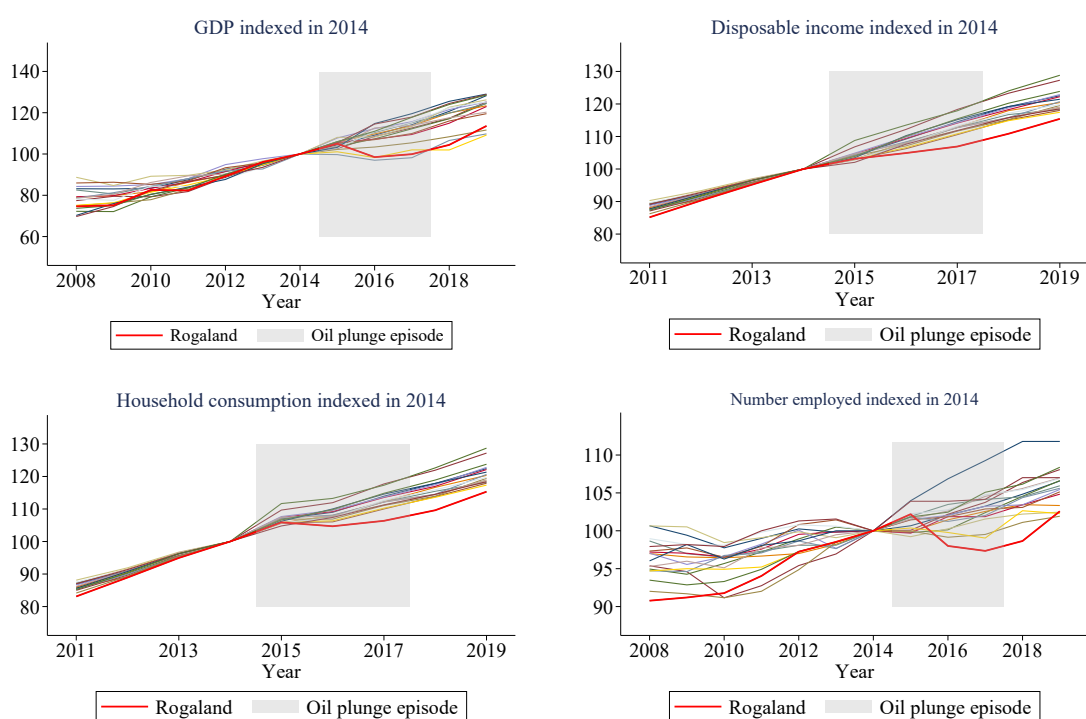 GDP indexed in 2014
140
120
100
80
60
2008 2010 2012 2014 2016 2018
Year
Rogaland Oil plunge episode
Disposable income indexed in 2014
130
120
110
100
90
80
2011 2013 2015 2017 2019
Year
Rogaland Oil plunge episode
Household consumption indexed in 2014
130
120
110
100
90
80
2011 2013 2015 2017 2019
Year
Rogaland Oil plunge episode
Number employed indexed in 2014
110
105
100
95
90
2008 2010 2012 2014 2016 2018
Year
Rogaland Oil plunge episode